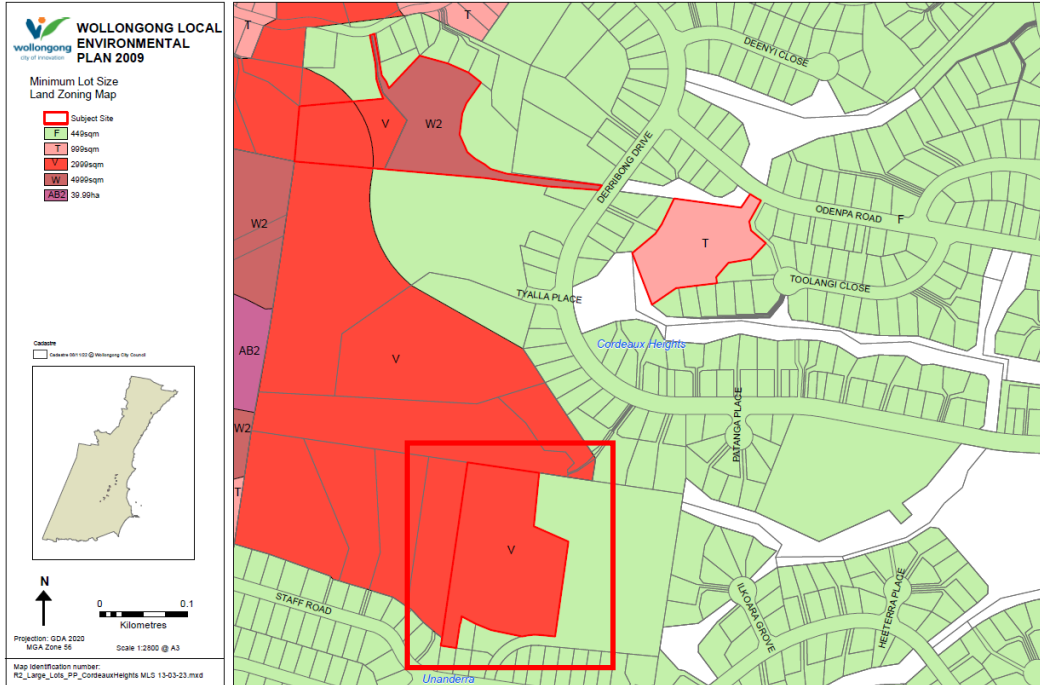 wollongong
city of innovation
WOLLONGONG LOCAL
ENVIRONMENTAL
PLAN 2009
Minimum Lot Size
Land Zoning Map
Subject Site
F 449sqm
T 999sqm
V 2999sqm
W 4999sqm
AB2 39.99ha
Cadastre
Cadastre 08/11/22 @ Wollongong City Council
N
0 0.1
Kilometres
Projection: GDA 2020
MGA Zone 56
Scale 1:2800 @ A3
Map Identification number:
R2_Large_Lots_PP_CordeauxHeights MLS 13-03-23.mxd
T
T
DEENYI CLOSE
V
W2
DERRIBONG DRIVE
W2
T
ODENPA ROAD
F
TOOLANGI CLOSE
TYALLA PLACE
Cordeaux Heights
AB2
V
PATANGA PLACE
W2
T
V
STAFF ROAD
ILKOARA GROVE
HEETERRA PLACE
Unanderra